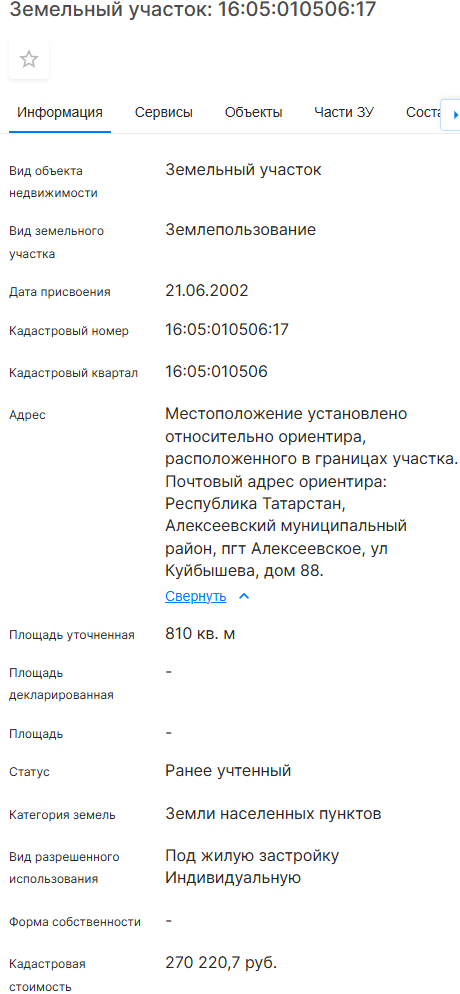 Земельный участок: 16:05:010506:17
Информация Сервисы Объекты Части ЗУ Соста
Вид объекта недвижимости Земельный участок
Вид земельного участка Землепользование
Дата присвоения 21.06.2002
Кадастровый номер 16:05:010506:17
Кадастровый квартал 16:05:010506
Адрес Местоположение установлено
относительно ориентира,
расположенного в границах участка.
Почтовый адрес ориентира:
Республика Татарстан,
Алексеевский муниципальный
район, пгт Алексеевское, ул
Куйбышева, дом 88.
Свернуть
Площадь уточненная 810 кв. м
Площадь декларированная -
Площадь -
Статус Ранее учтенный
Категория земель Земли населенных пунктов
Вид разрешенного использования Под жилую застройку
Индивидуальную
Форма собственности -
Кадастровая стоимость 270 220,7 руб.